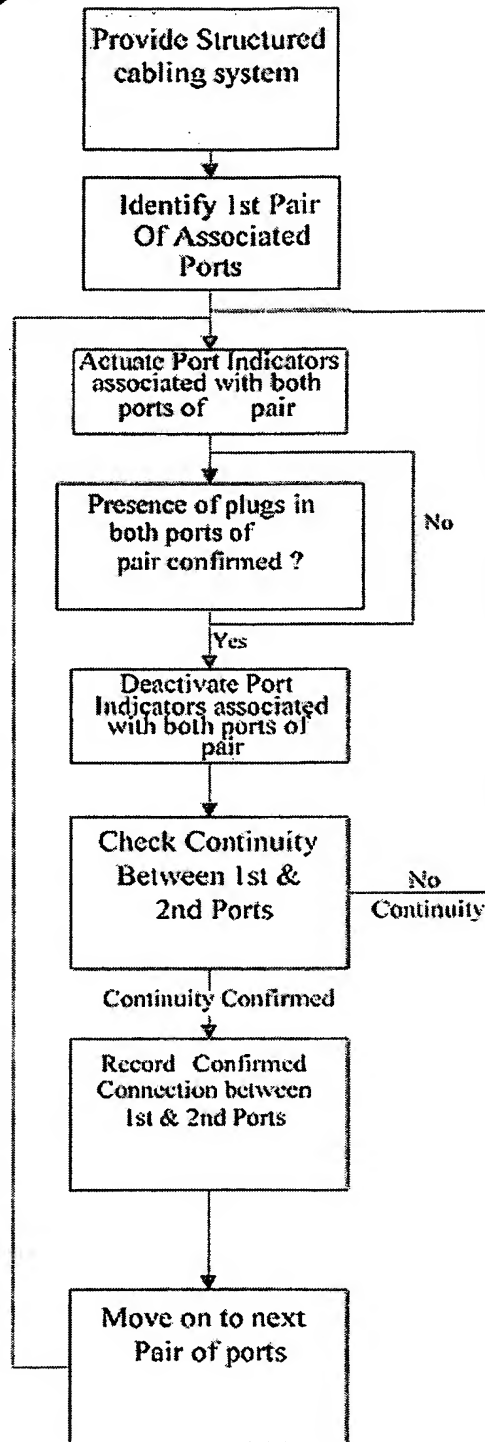 Provide Structured
cabling system
Identify 1st Pair
Of Associated
Ports
Actuate Port Indicators
associated with both
ports of pair
Presence of plugs in
both ports of
pair confirmed ?
No
Yes
Deactivate Port
Indicators associated
with both ports of
pair
Check Continuity
Between 1st &
2nd Ports
No
Continuity
Continuity Confirmed
Record Confirmed
Connection between
1st & 2nd Ports
Move on to next
Pair of ports